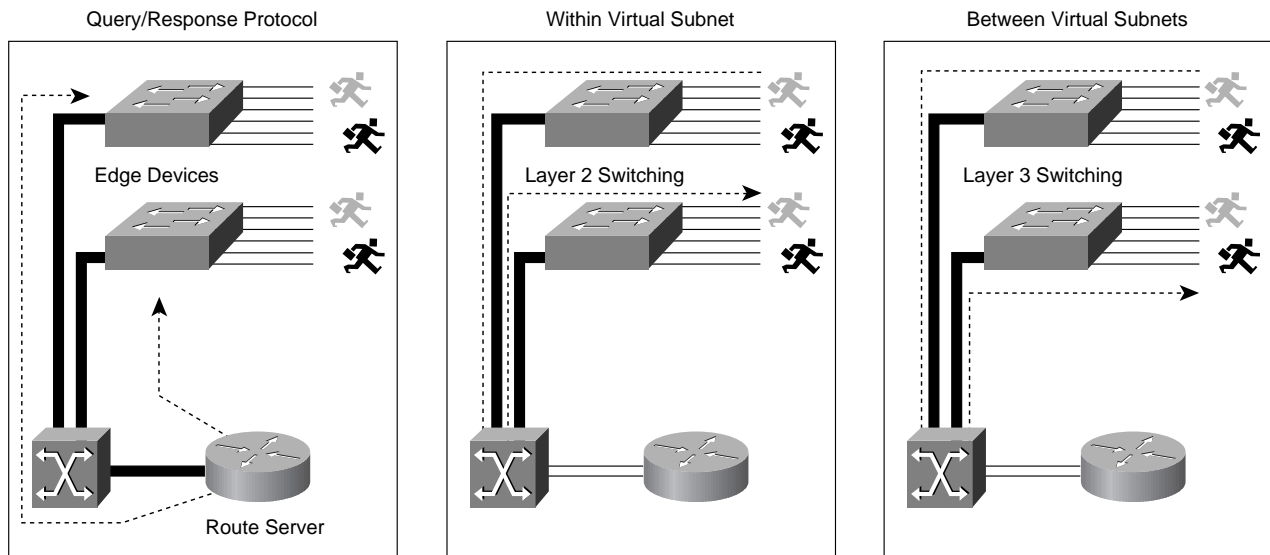 Query/Response Protocol
Within Virtual Subnet
Between Virtual Subnets
Edge Devices
Layer 2 Switching
Layer 3 Switching
Route Server